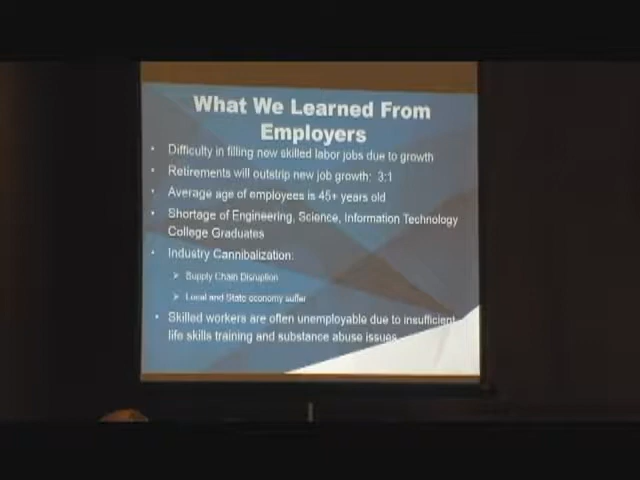 What We Learned From
Employers
• Difficulty in filling new skilled labor jobs due to growth
• Retirements will outstrip new job growth: 3:1
• Average age of employees is 45+ years old
• Shortage of Engineering, Science, Information Technology
College Graduates
• Industry Cannibalization:
➢ Supply Chain Disruption
➢ Local and State economy suffer
• Skilled workers are often unemployable due to insufficient
life skills training and substance abuse issues.